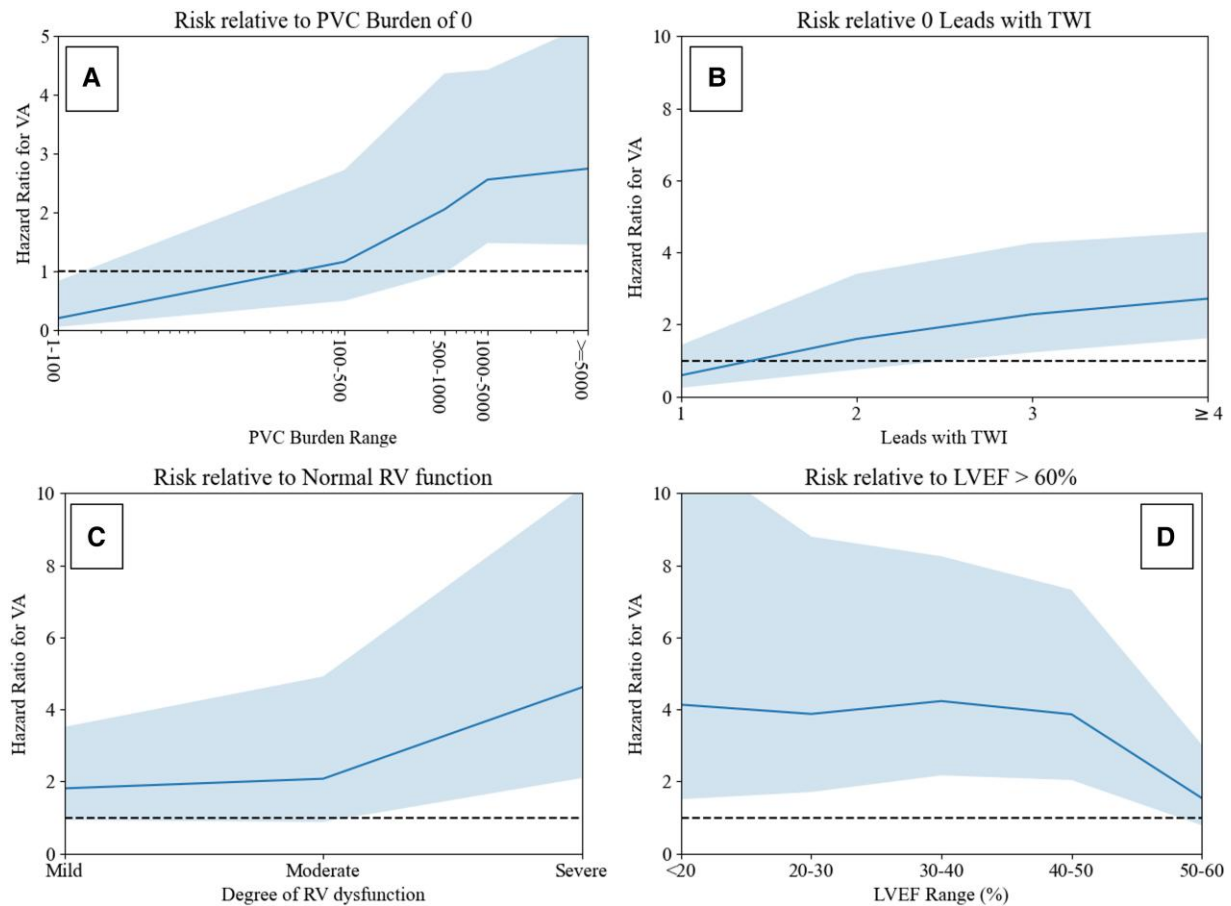 Risk relative to PVC Burden of 0
A
Hazard Ratio for VA
5
4
3
2
1
0
1-100
100-500
500-1000
1000-5000
>=5000
PVC Burden Range
Risk relative 0 Leads with TWI
B
Hazard Ratio for VA
10
8
6
4
2
0
1
2
3
≥ 4
Leads with TWI
Risk relative to Normal RV function
C
Hazard Ratio for VA
10
8
6
4
2
0
Mild
Moderate
Severe
Degree of RV dysfunction
Risk relative to LVEF > 60%
D
Hazard Ratio for VA
10
8
6
4
2
0
<20
20-30
30-40
40-50
50-60
LVEF Range (%)